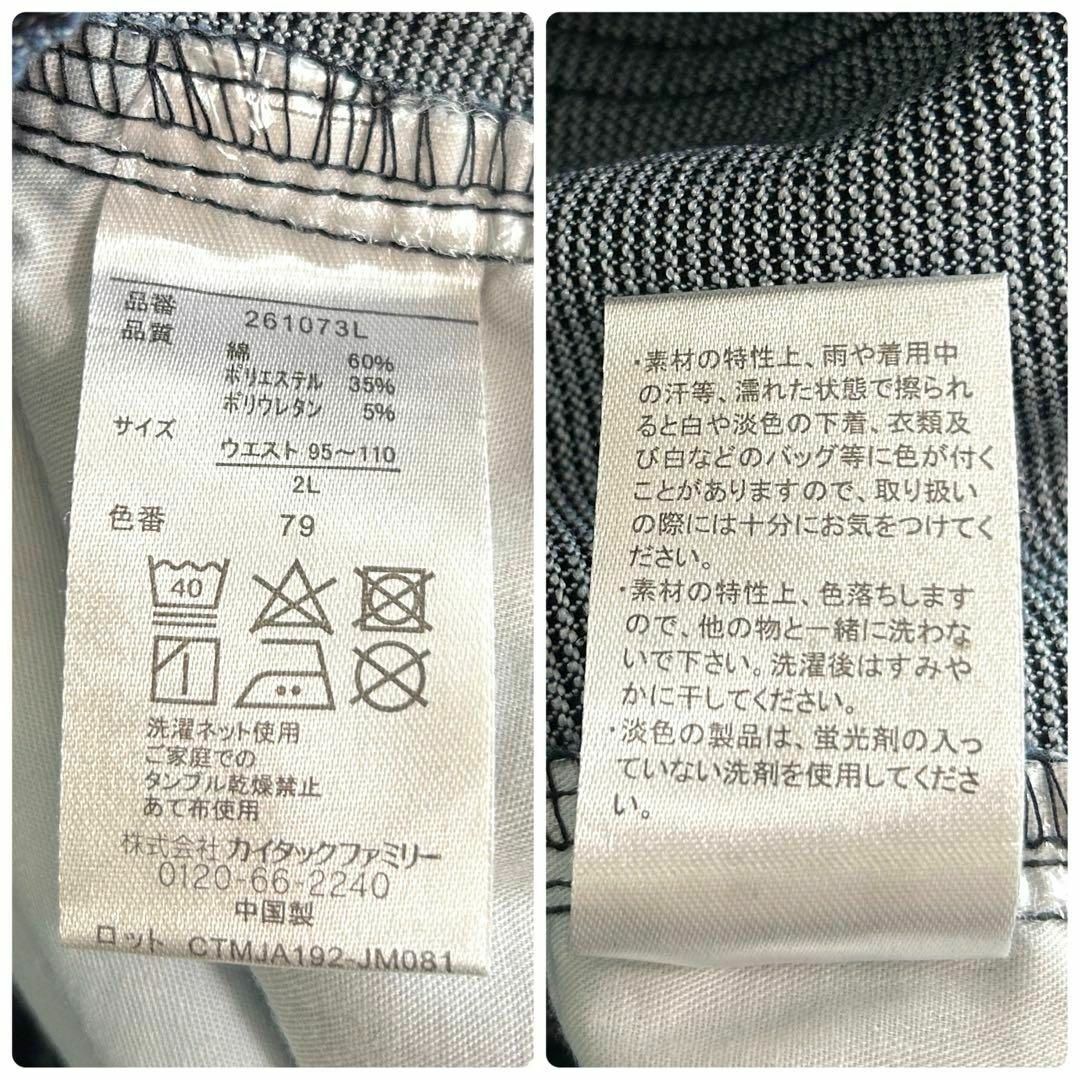 品番 261073L
品質 綿 60%
ポリエステル 35%
ポリウレタン 5%
サイズ ウエスト 95～110
2L
色番 79
40
洗濯ネット使用
ご家庭での
タンブル乾燥禁止
あて布使用
株式会社 カイタックファミリー
0120-66-2240
中国製
ロット CTMJA192-JM081
・素材の特性上、雨や着用中
の汗等、濡れた状態で擦られ
ると白や淡色の下着、衣類及
び白などのバッグ等に色が付く
ことがありますので、取り扱い
の際には十分にお気をつけてく
ださい。
・素材の特性上、色落ちします
ので、他の物と一緒に洗わな
いで下さい。洗濯後はすみや
かに干してください。
・淡色の製品は、蛍光剤の入っ
ていない洗剤を使用してくださ
い。